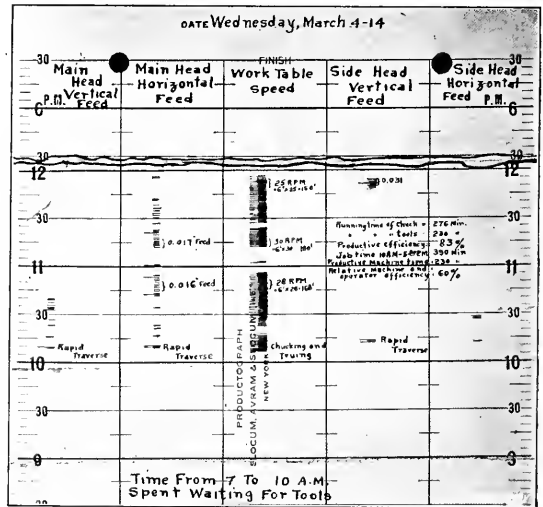 DATE Wednesday, March 4-14
30 FINISH 30
Main Head Vertical Feed
Main Head Horizontal Feed
Work Table Speed
Side Head Vertical Feed
Side Head Horizontal Feed
P.M. P.M.
6 6
30 30
12 12
25 RPM
0.031
30 30
0.017" Feed
30 RPM
Running time of Chuck = 276 Min.
" " " tools = 230 "
Productive efficiency = 83%
Job time 10AM-5:15PM 390 Min
Productive Machine time = 230 "
Relative machine and operator efficiency = 60%
11 11
0.016" Feed
28 RPM
30 30
Rapid Traverse
Rapid Traverse
Chucking and Truing
Rapid Traverse
10 10
PRODUCTOGRAPH
SLOCUM, AVRAM & SLOCUM
NEW YORK
30 30
9
Time From 7 To 10 A.M.
Spent Waiting For Tools